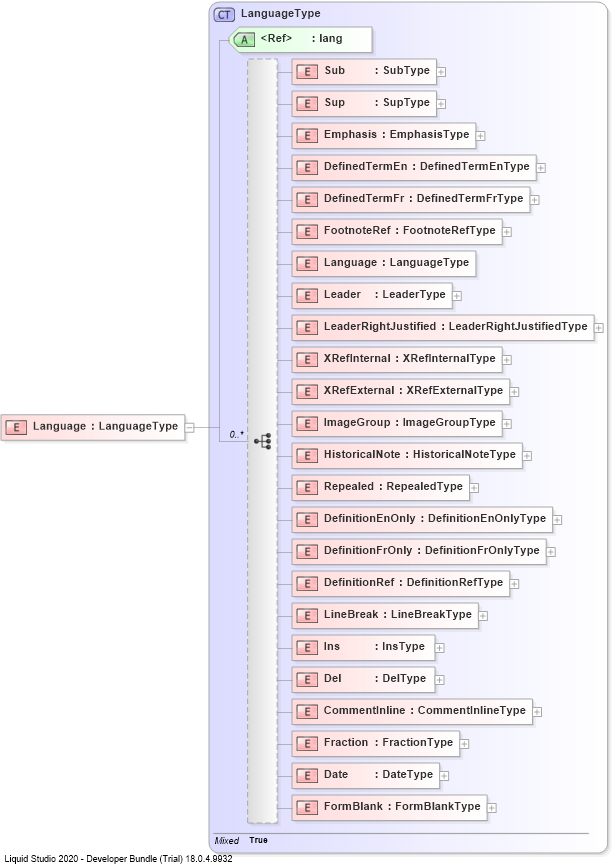 CT LanguageType
A <Ref> : lang
E Sub : SubType
E Sup : SupType
E Emphasis : EmphasisType
E DefinedTermEn : DefinedTermEnType
E DefinedTermFr : DefinedTermFrType
E FootnoteRef : FootnoteRefType
E Language : LanguageType
E Leader : LeaderType
E LeaderRightJustified : LeaderRightJustifiedType
E XRefInternal : XRefInternalType
E XRefExternal : XRefExternalType
E ImageGroup : ImageGroupType
E Language : LanguageType
0..*
E HistoricalNote : HistoricalNoteType
E Repealed : RepealedType
E DefinitionEnOnly : DefinitionEnOnlyType
E DefinitionFrOnly : DefinitionFrOnlyType
E DefinitionRef : DefinitionRefType
E LineBreak : LineBreakType
E Ins : InsType
E Del : DelType
E CommentInline : CommentInlineType
E Fraction : FractionType
E Date : DateType
E FormBlank : FormBlankType
Mixed True
Liquid Studio 2020 - Developer Bundle (Trial) 18.0.4.9932